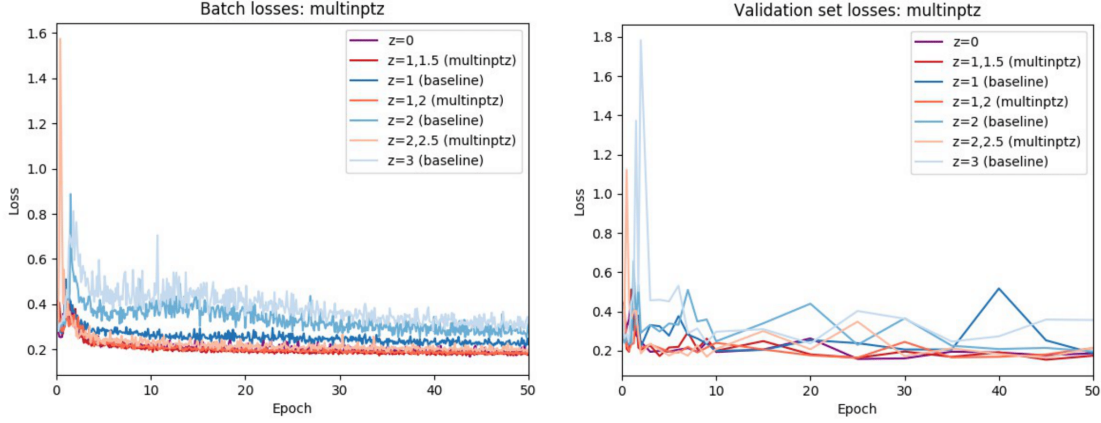 Batch losses: multinptz
Loss
1.6
1.4
1.2
1.0
0.8
0.6
0.4
0.2
0
10
20
30
40
50
Epoch
z=0
z=1,1.5 (multinptz)
z=1 (baseline)
z=1,2 (multinptz)
z=2 (baseline)
z=2,2.5 (multinptz)
z=3 (baseline)
Validation set losses: multinptz
Loss
1.8
1.6
1.4
1.2
1.0
0.8
0.6
0.4
0.2
0
10
20
30
40
50
Epoch
z=0
z=1,1.5 (multinptz)
z=1 (baseline)
z=1,2 (multinptz)
z=2 (baseline)
z=2,2.5 (multinptz)
z=3 (baseline)